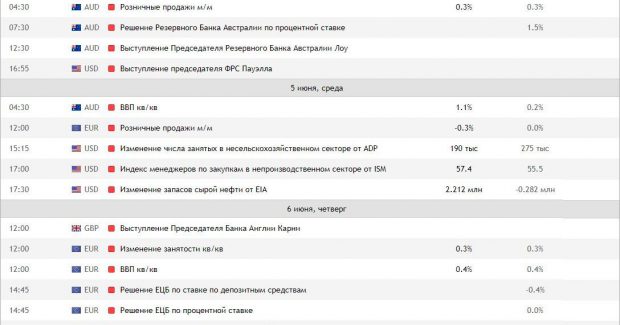 04:30 AUD Розничные продажи м/м 0.3% 0.3%
07:30 AUD Решение Резервного Банка Австралии по процентной ставке 1.5%
12:30 AUD Выступление Председателя Резервного Банка Австралии Лоу
16:55 USD Выступление председателя ФРС Пауэлла
5 июня, среда
04:30 AUD ВВП кв/кв 1.1% 0.2%
12:00 EUR Розничные продажи м/м -0.3% 0.0%
15:15 USD Изменение числа занятых в несельскохозяйственном секторе от ADP 190 тыс 275 тыс
17:00 USD Индекс менеджеров по закупкам в непроизводственном секторе от ISM 57.4 55.5
17:30 USD Изменение запасов сырой нефти от EIA 2.212 млн -0.282 млн
6 июня, четверг
12:00 GBP Выступление Председателя Банка Англии Карни
12:00 EUR Изменение занятости кв/кв 0.3% 0.3%
12:00 EUR ВВП кв/кв 0.4% 0.4%
14:45 EUR Решение ЕЦБ по ставке по депозитным средствам -0.4%
14:45 EUR Решение ЕЦБ по процентной ставке 0.0%